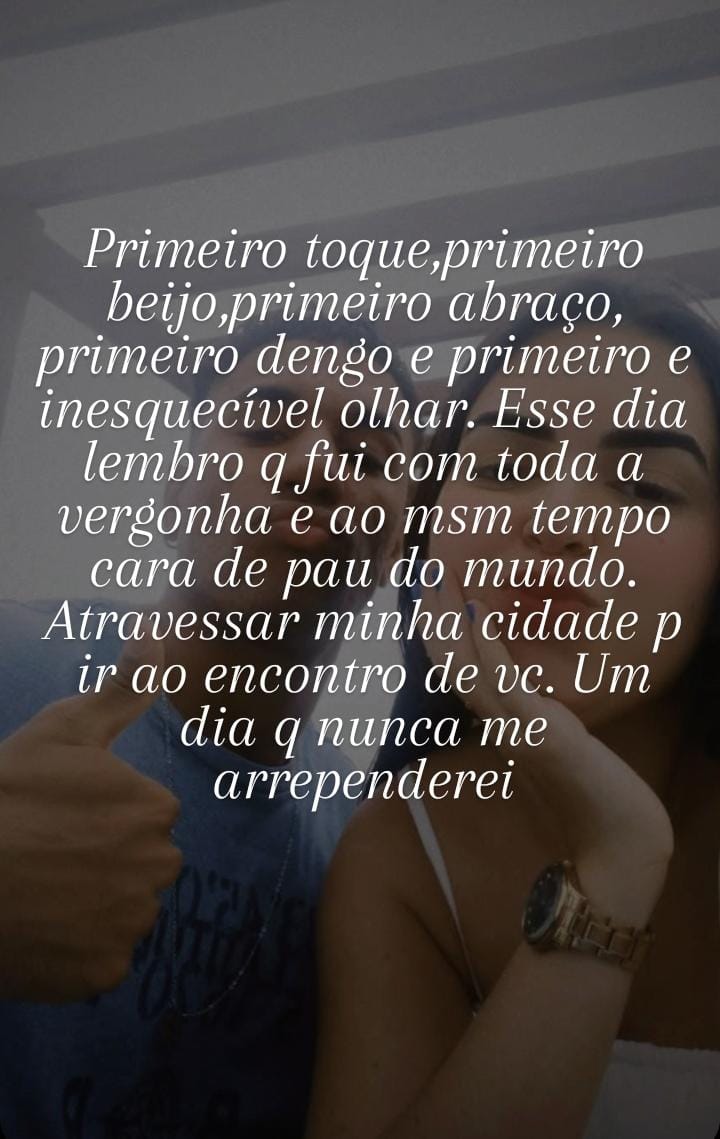 Primeiro toque,primeiro
beijo,primeiro abraço,
primeiro dengo e primeiro e
inesquecível olhar. Esse dia
lembro q fui com toda a
vergonha e ao msm tempo
cara de pau do mundo.
Atravessar minha cidade p
ir ao encontro de vc. Um
dia q nunca me
arrependerei